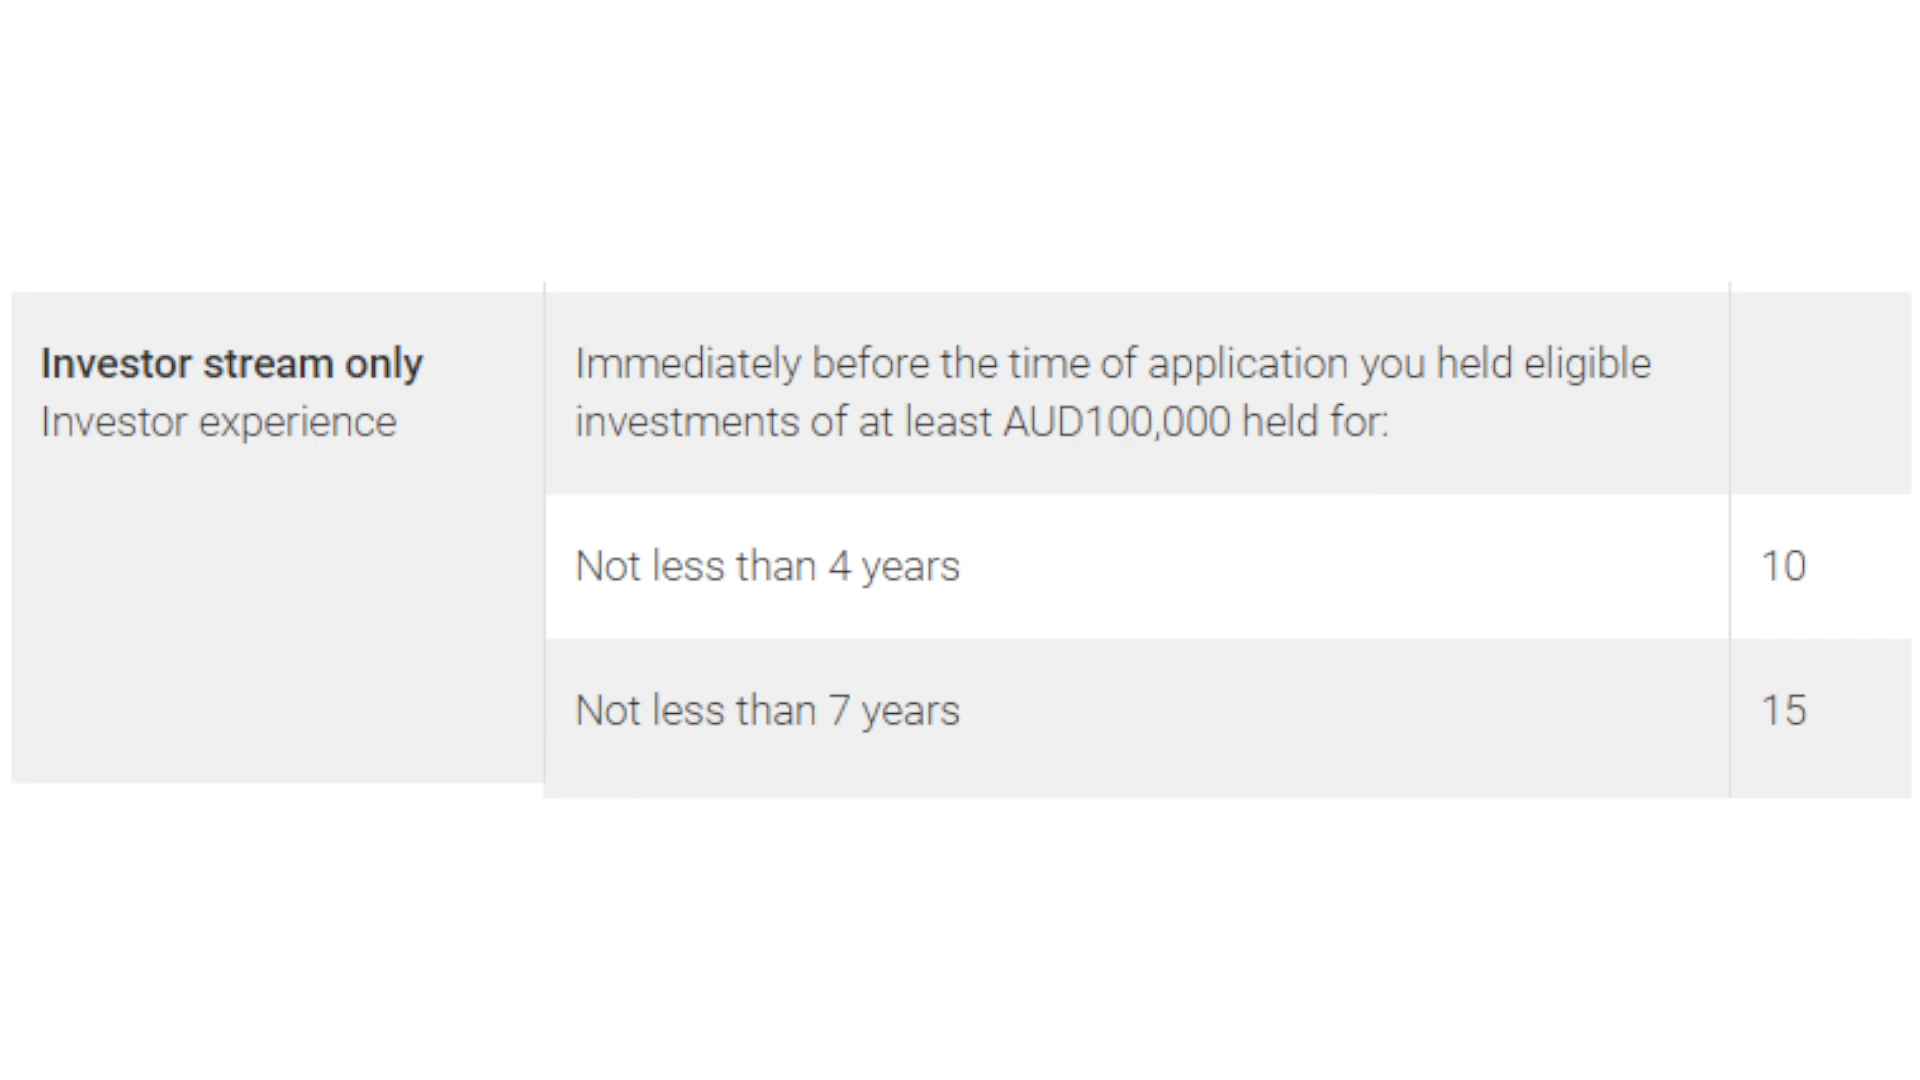 Investor stream only
Investor experience
Immediately before the time of application you held eligible
investments of at least AUD100,000 held for:
Not less than 4 years
10
Not less than 7 years
15